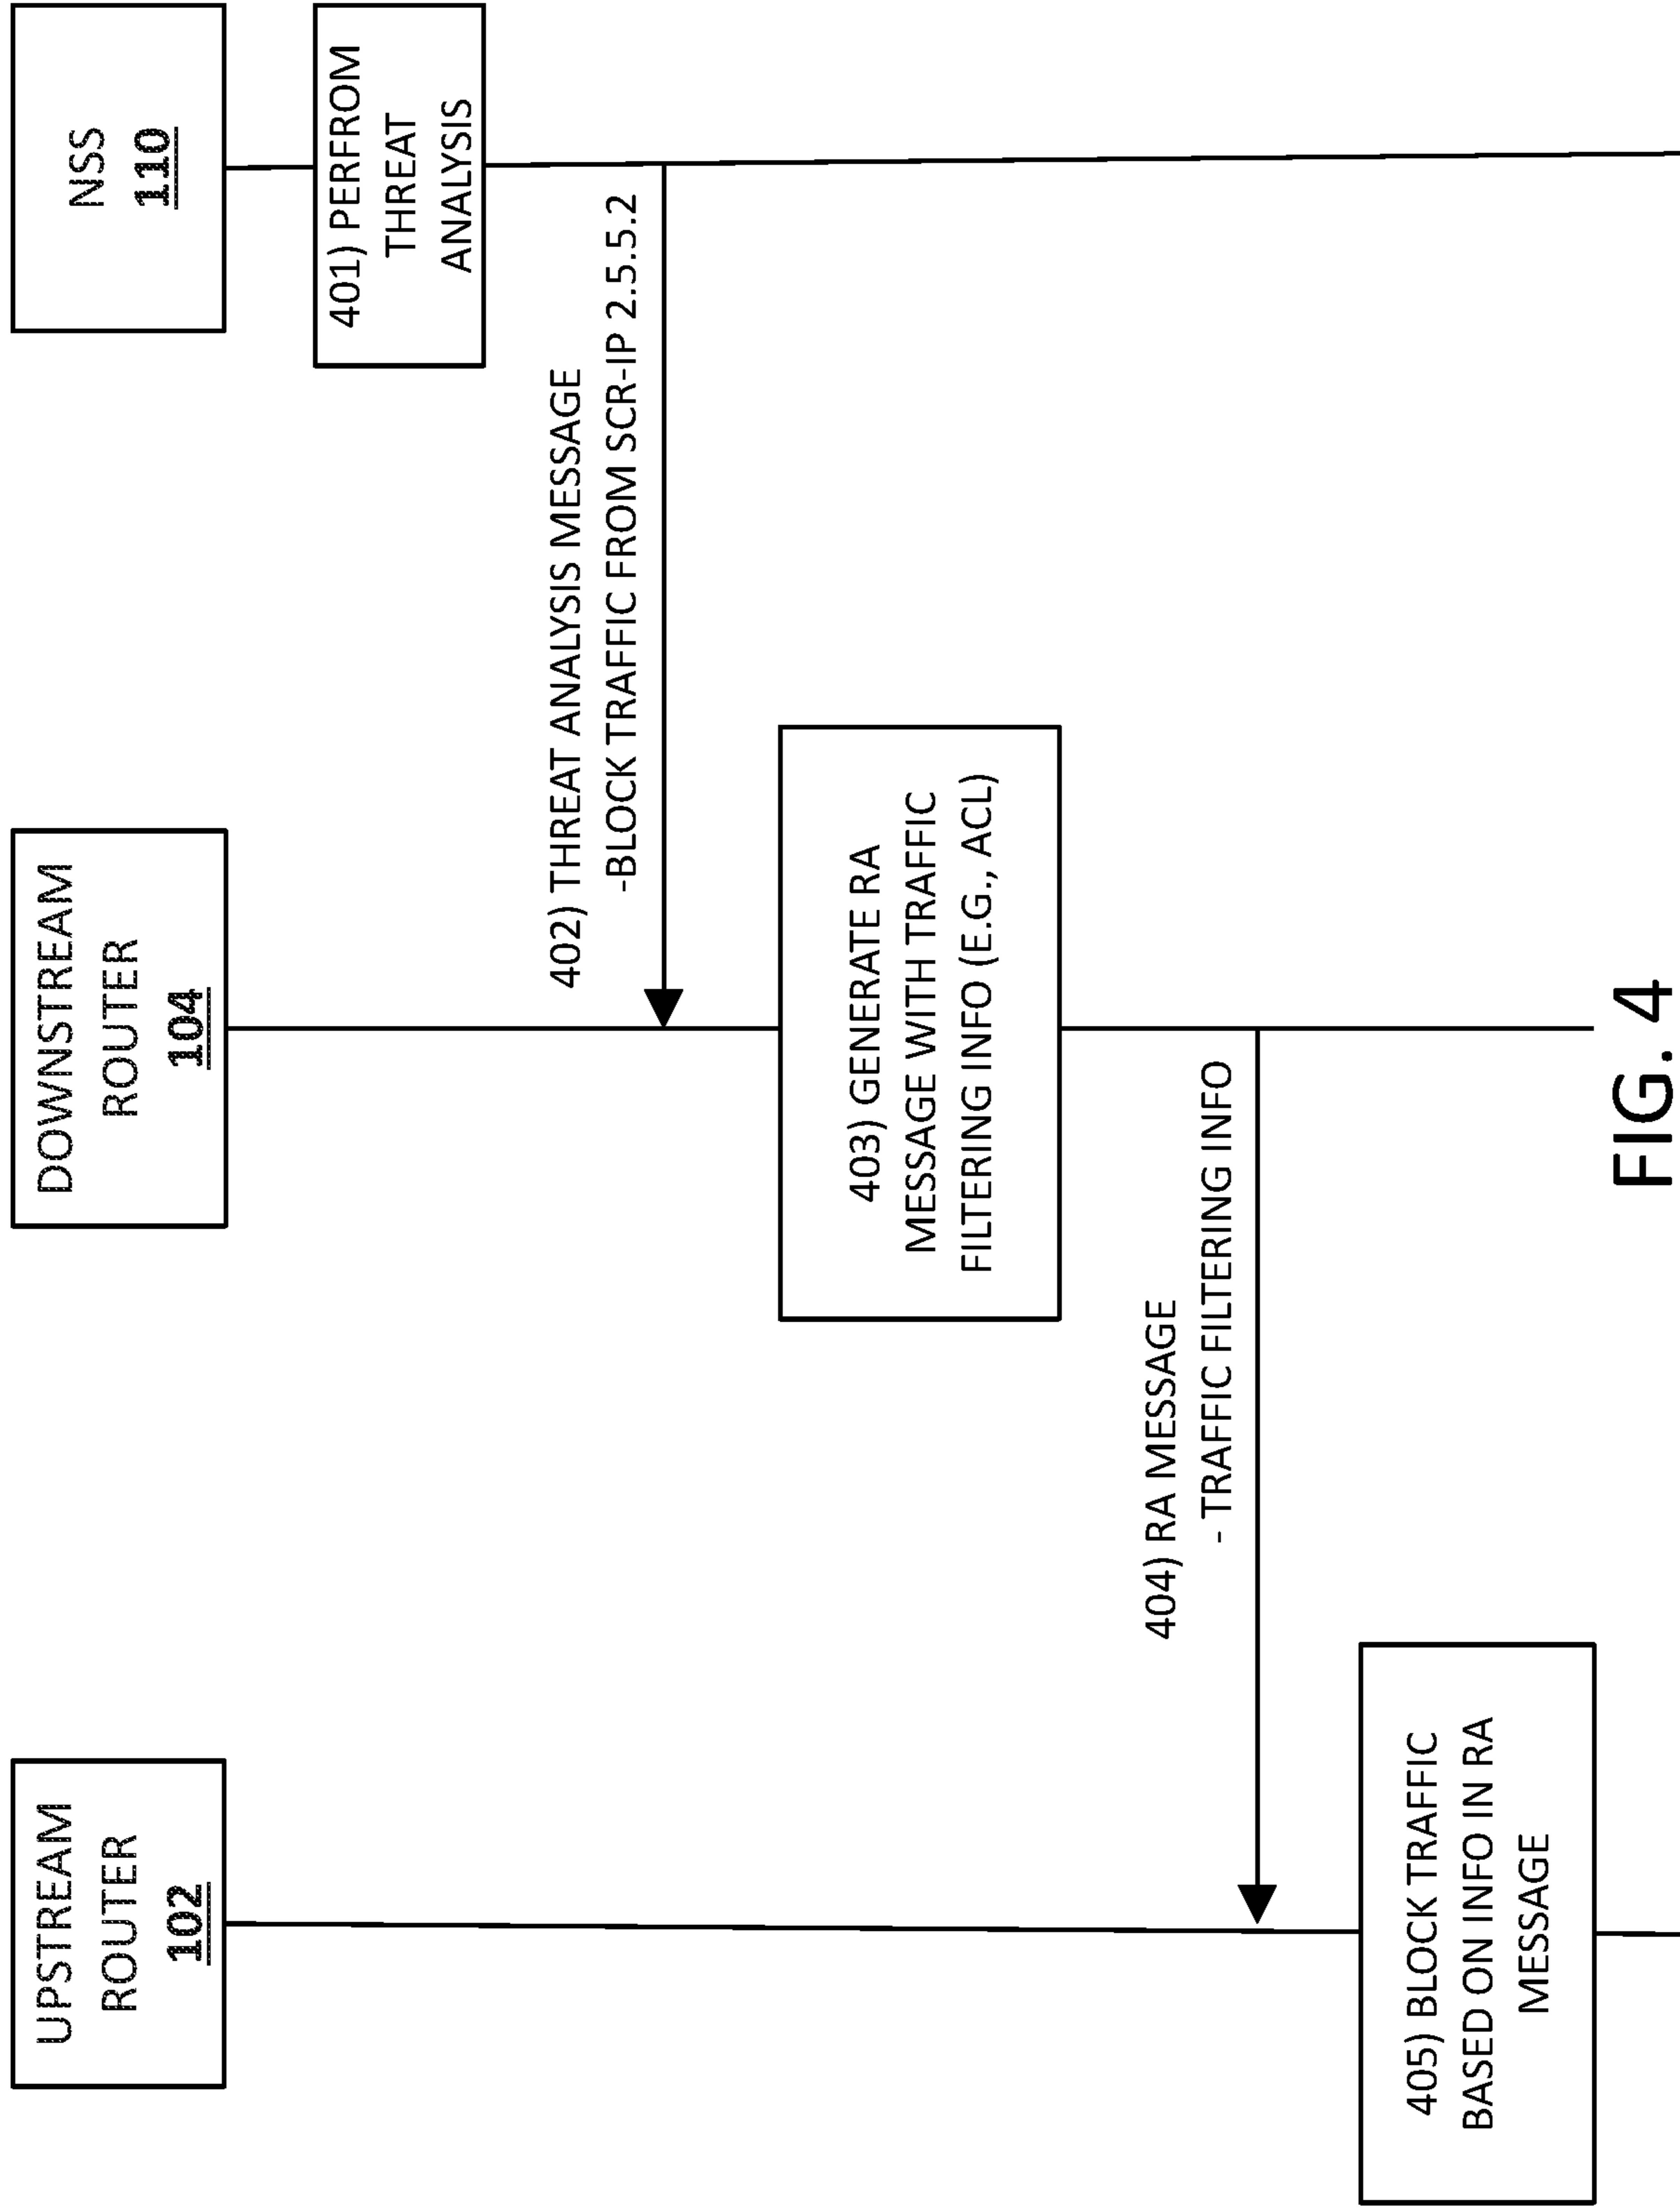 UPSTREAM
ROUTER
102
DOWNSTREAM
ROUTER
104
NSS
110
401) PERFROM
THREAT
ANALYSIS
402) THREAT ANALYSIS MESSAGE
-BLOCK TRAFFIC FROM SCR-IP 2.5.5.2
403) GENERATE RA
MESSAGE WITH TRAFFIC
FILTERING INFO (E.G., ACL)
404) RA MESSAGE
- TRAFFIC FILTERING INFO
405) BLOCK TRAFFIC
BASED ON INFO IN RA
MESSAGE
FIG. 4